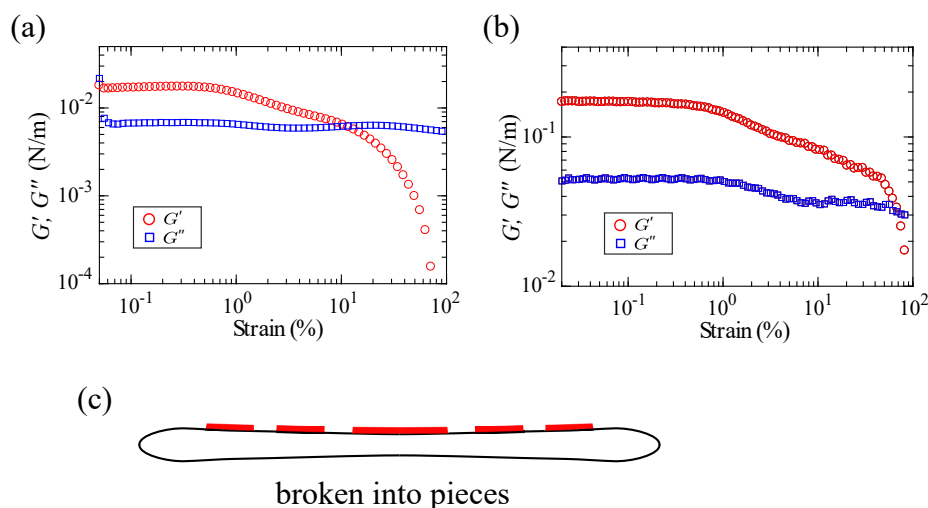 (a)
G', G'' (N/m)
10⁻²
10⁻³
10⁻⁴
G'
G''
10⁻¹
10⁰
10¹
10²
Strain (%)
(b)
G', G'' (N/m)
10⁻¹
10⁻²
G'
G''
10⁻¹
10⁰
10¹
10²
Strain (%)
(c)
broken into pieces